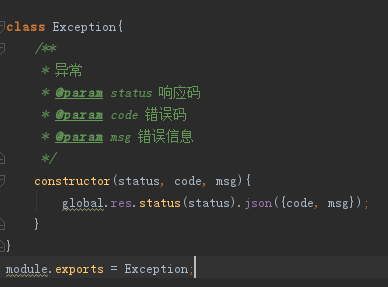 class Exception{
/**
* 异常
* @param status 响应码
* @param code 错误码
* @param msg 错误信息
*/
constructor(status, code, msg){
global.res.status(status).json({code, msg});
}
}
module.exports = Exception;